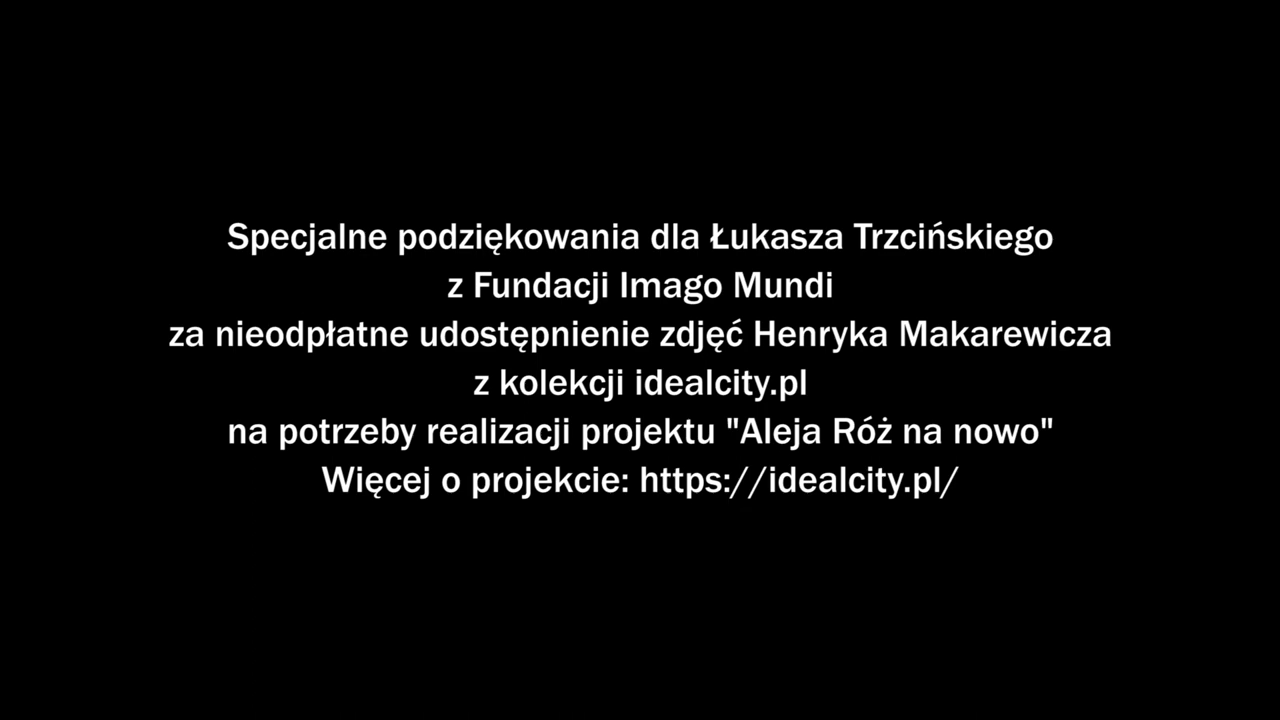 Specjalne podziękowania dla Łukasza Trzcińskiego
z Fundacji Imago Mundi
za nieodpłatne udostępnienie zdjęć Henryka Makarewicza
z kolekcji idealcity.pl
na potrzeby realizacji projektu "Aleja Róż na nowo"
Więcej o projekcie: https://idealcity.pl/